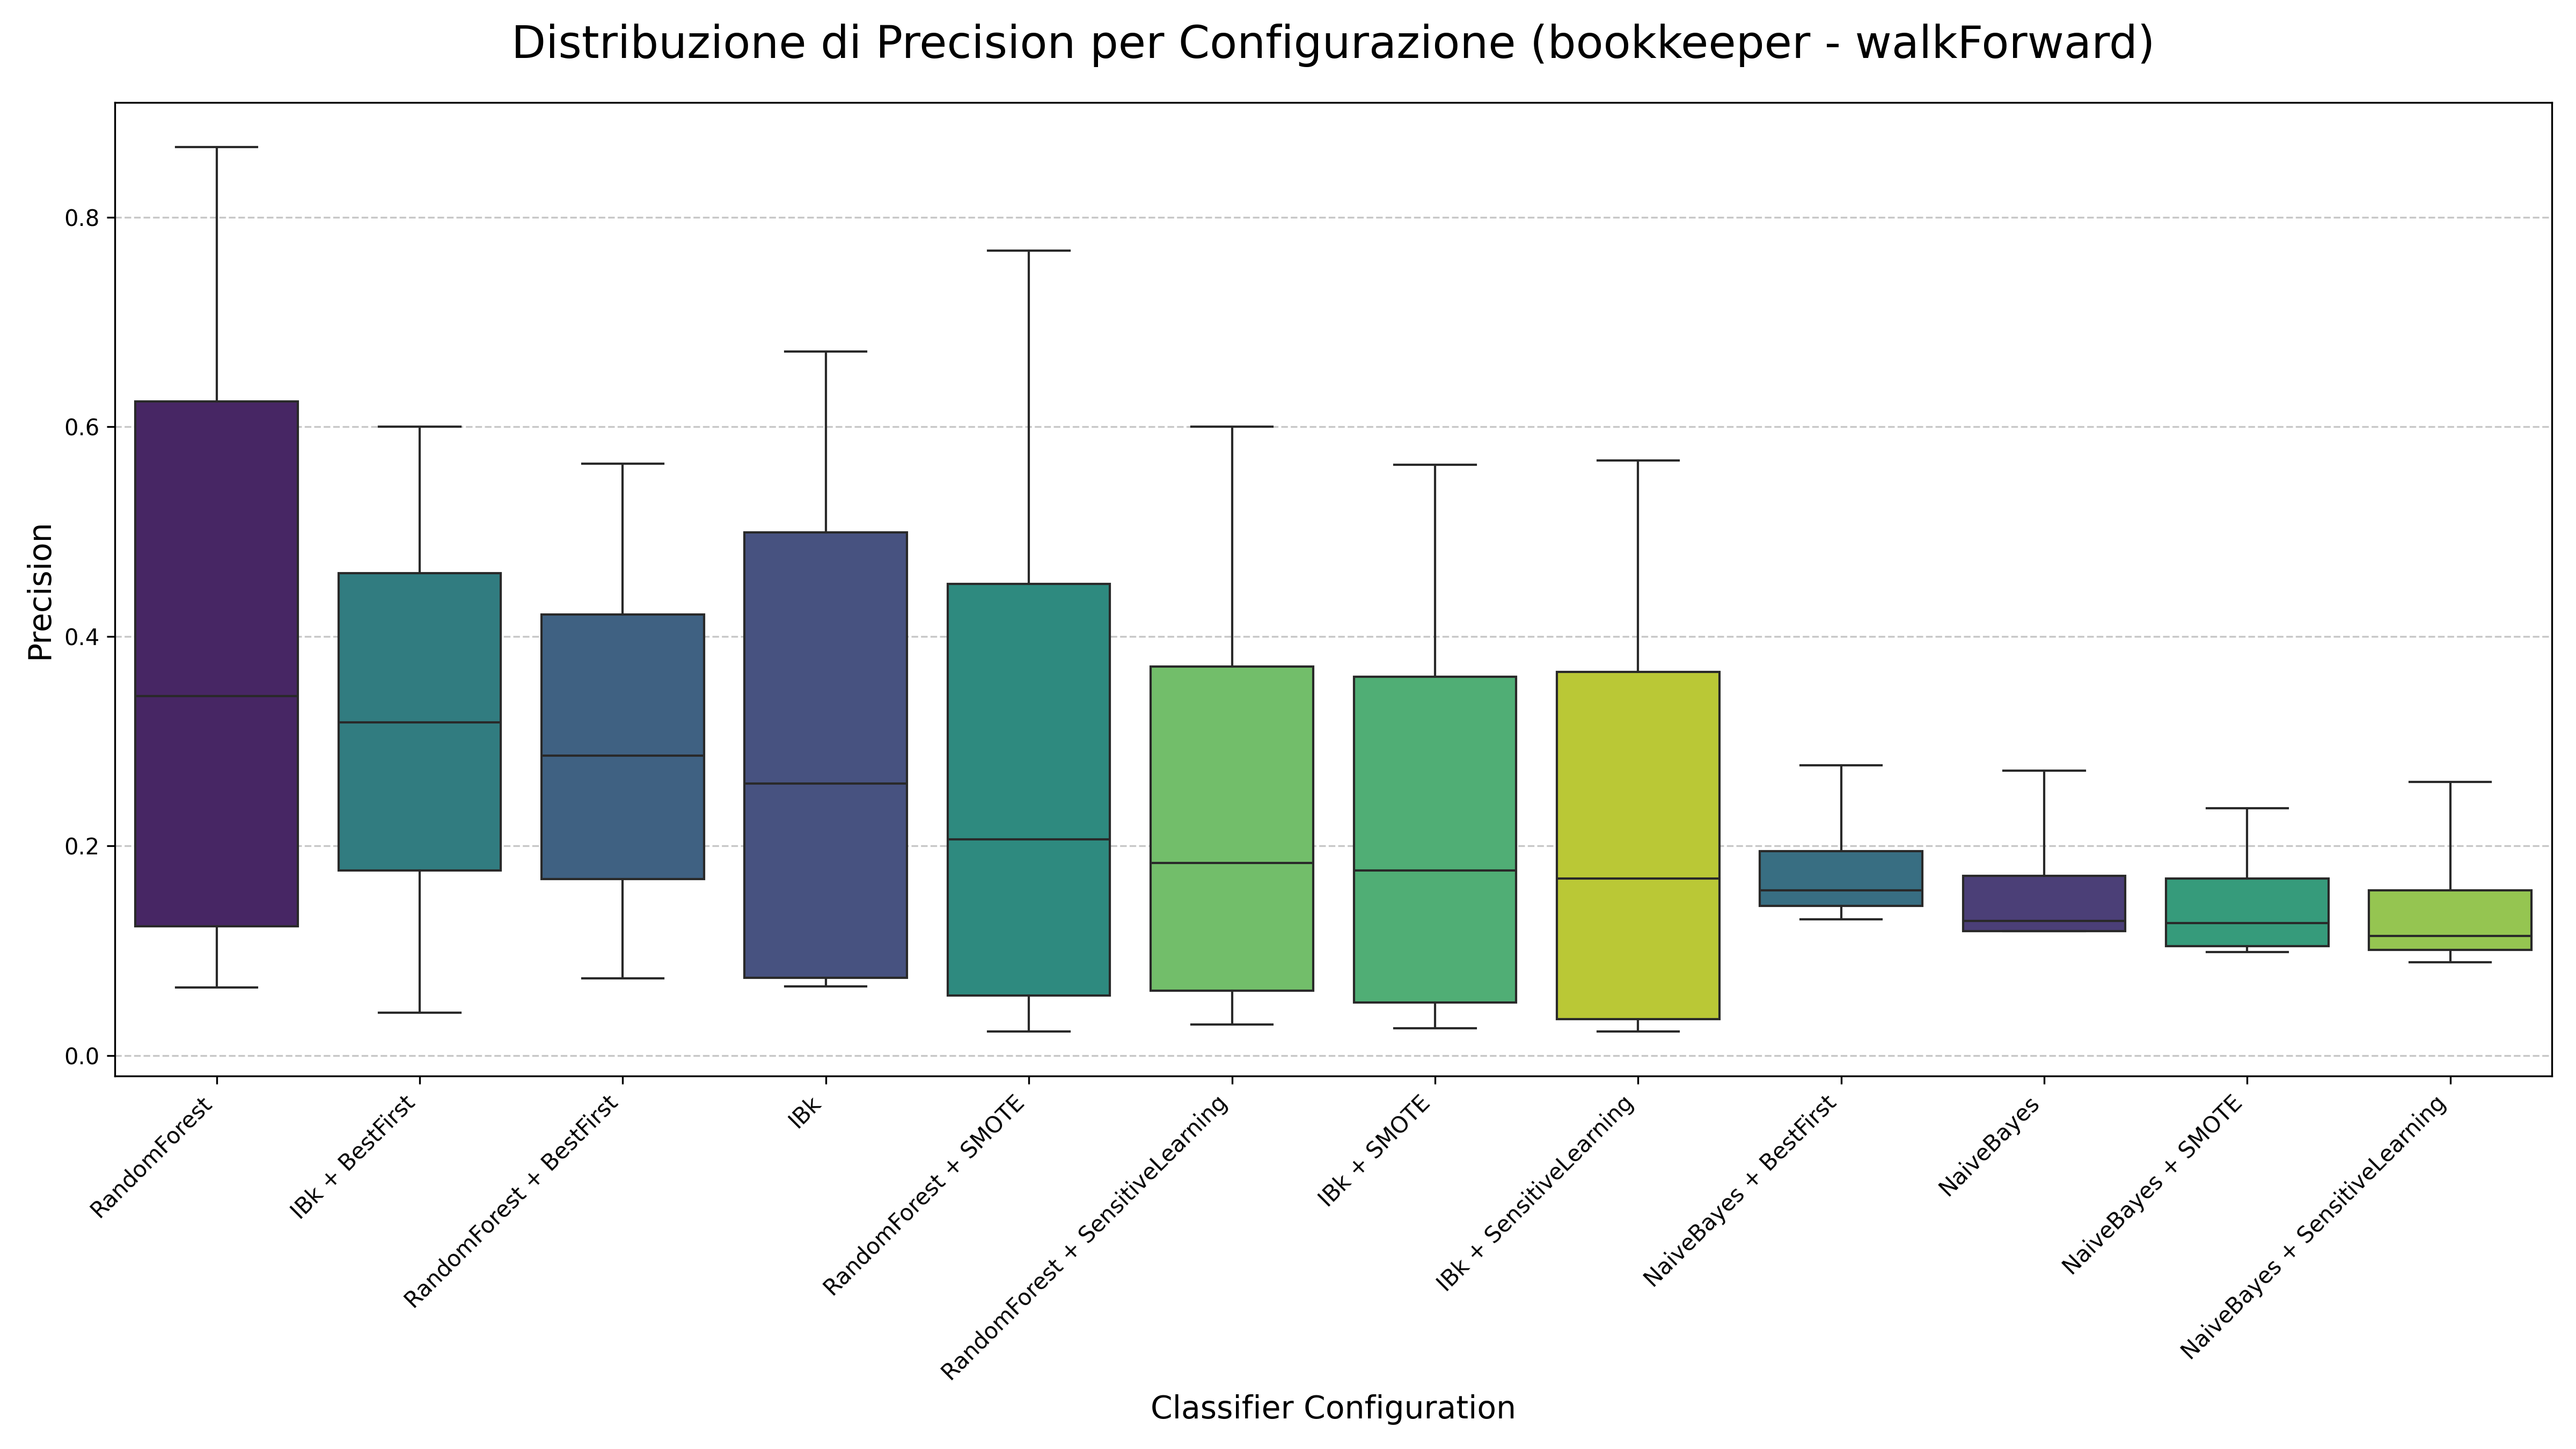 Distribuzione di Precision per Configurazione (bookkeeper - walkForward)
Precision
0.8
0.6
0.4
0.2
0.0
RandomForest
IBk + BestFirst
RandomForest + BestFirst
IBk
RandomForest + SMOTE
RandomForest + SensitiveLearning
IBk + SMOTE
IBk + SensitiveLearning
NaiveBayes + BestFirst
NaiveBayes
NaiveBayes + SMOTE
NaiveBayes + SensitiveLearning
Classifier Configuration